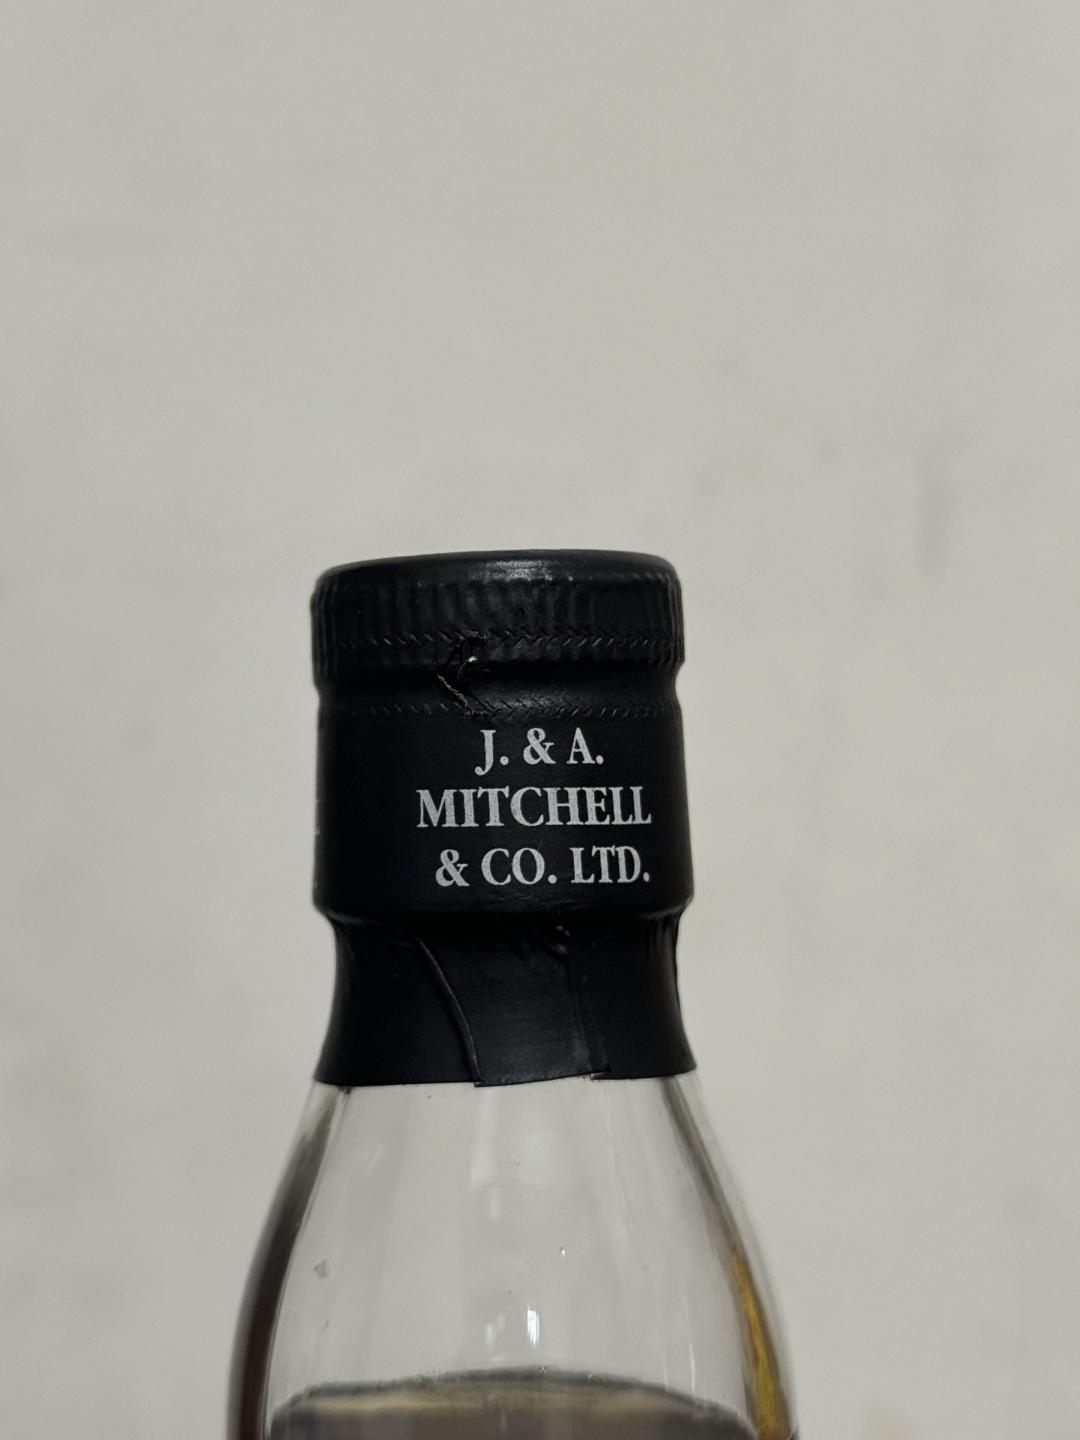 J. & A.
MITCHELL
& CO. LTD.